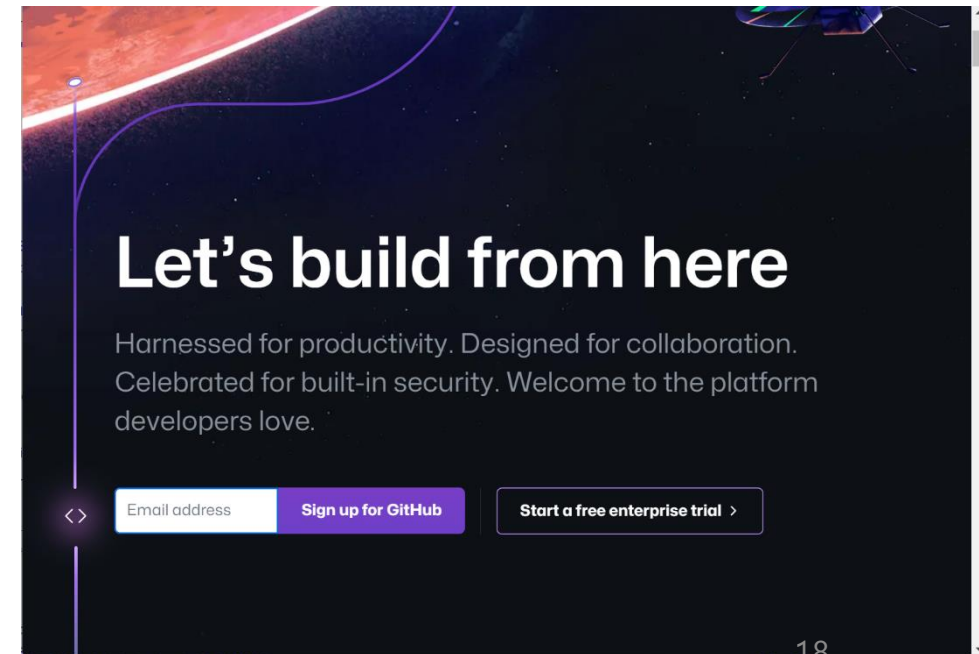 Let’s build from here
Harnessed for productivity. Designed for collaboration.
Celebrated for built-in security. Welcome to the platform
developers love.
Email address
Sign up for GitHub
Start a free enterprise trial >
18